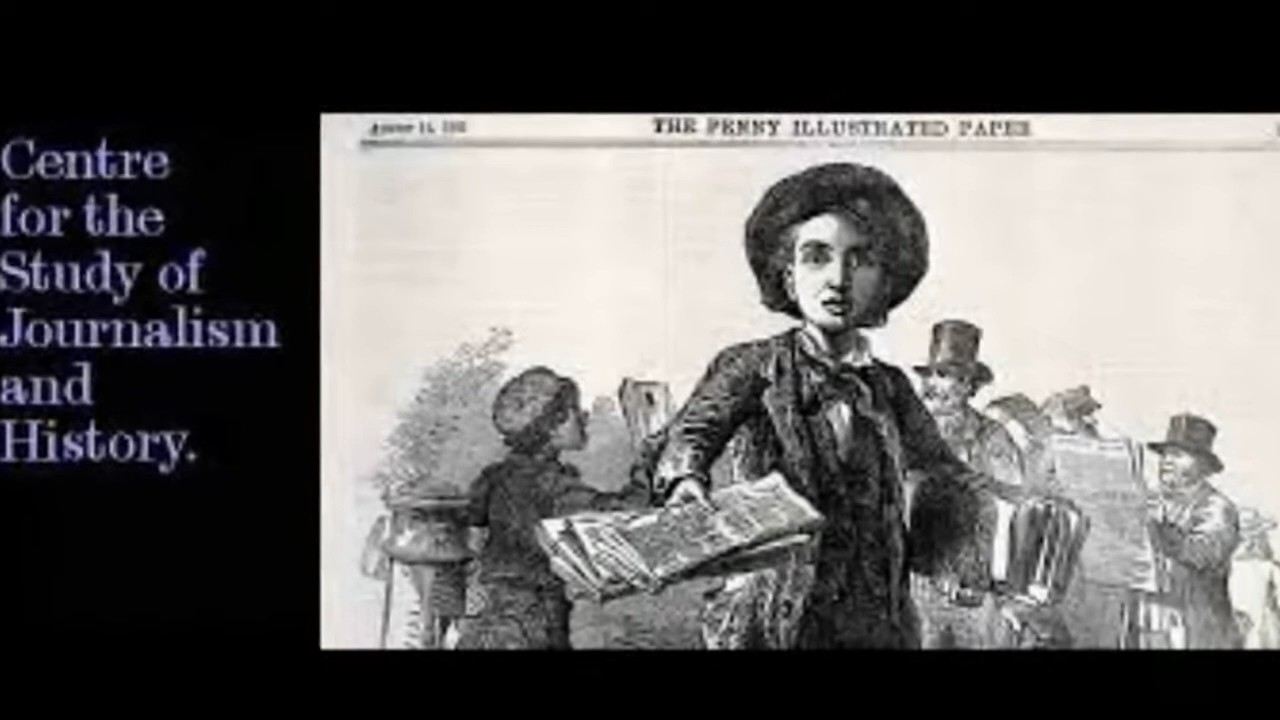 Centre
for the
Study of
Journalism
and
History.
THE PENNY ILLUSTRATED PAPER